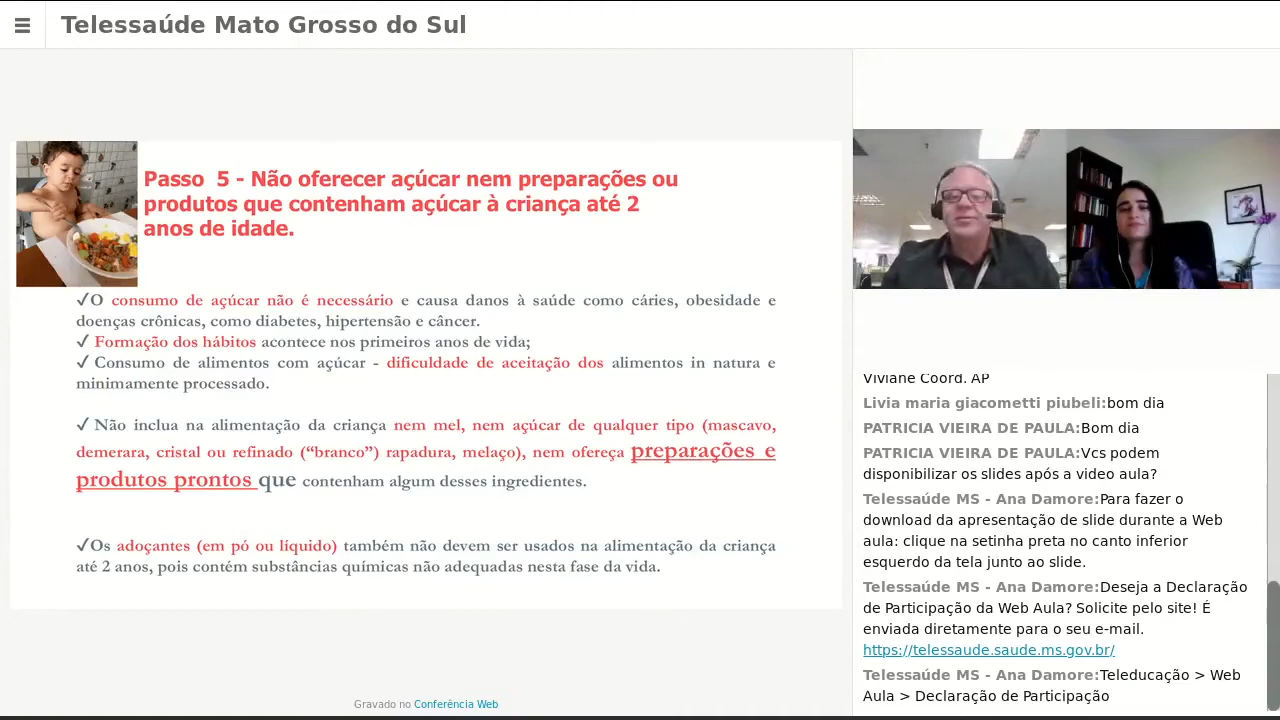 Telessaúde Mato Grosso do Sul
Passo 5 - Não oferecer açúcar nem preparações ou
produtos que contenham açúcar à criança até 2
anos de idade.
✓O consumo de açúcar não é necessário e causa danos à saúde como cáries, obesidade e
doenças crônicas, como diabetes, hipertensão e câncer.
✓ Formação dos hábitos acontece nos primeiros anos de vida;
✓ Consumo de alimentos com açúcar - dificuldade de aceitação dos alimentos in natura e
minimamente processado.
✓ Não inclua na alimentação da criança nem mel, nem açúcar de qualquer tipo (mascavo,
demerara, cristal ou refinado (“branco”) rapadura, melaço), nem ofereça preparações e
produtos prontos que contenham algum desses ingredientes.
✓Os adoçantes (em pó ou líquido) também não devem ser usados na alimentação da criança
até 2 anos, pois contém substâncias químicas não adequadas nesta fase da vida.
Gravado no Conferência Web
Viviane Coord. AP
Livia maria giacometti piubeli:bom dia
PATRICIA VIEIRA DE PAULA:Bom dia
PATRICIA VIEIRA DE PAULA:Vcs podem
disponibilizar os slides após a video aula?
Telessaúde MS - Ana Damore:Para fazer o
download da apresentação de slide durante a Web
aula: clique na setinha preta no canto inferior
esquerdo da tela junto ao slide.
Telessaúde MS - Ana Damore:Deseja a Declaração
de Participação da Web Aula? Solicite pelo site! É
enviada diretamente para o seu e-mail.
https://telessaude.saude.ms.gov.br/
Telessaúde MS - Ana Damore:Teleducação > Web
Aula > Declaração de Participação